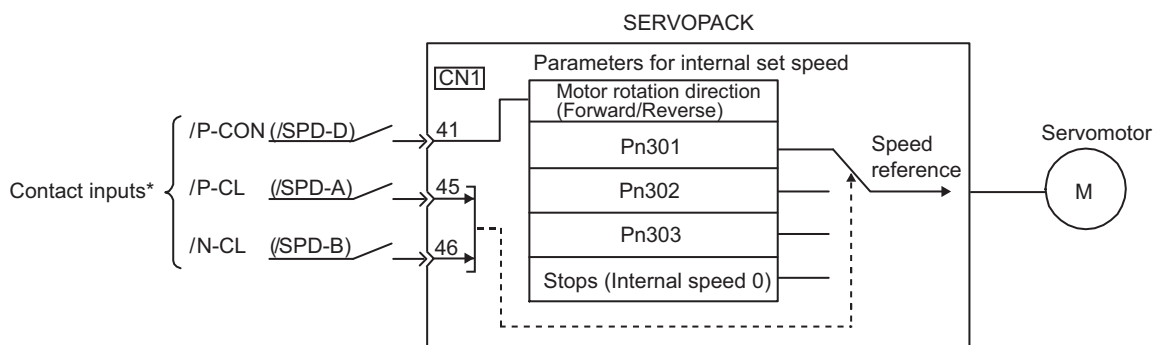 SERVOPACK
CN1
Parameters for internal set speed
Motor rotation direction
(Forward/Reverse)
/P-CON (/SPD-D) 41
Pn301
Speed
reference
Servomotor
Contact inputs*
/P-CL (/SPD-A) 45
Pn302
M
/N-CL (/SPD-B) 46
Pn303
Stops (Internal speed 0)